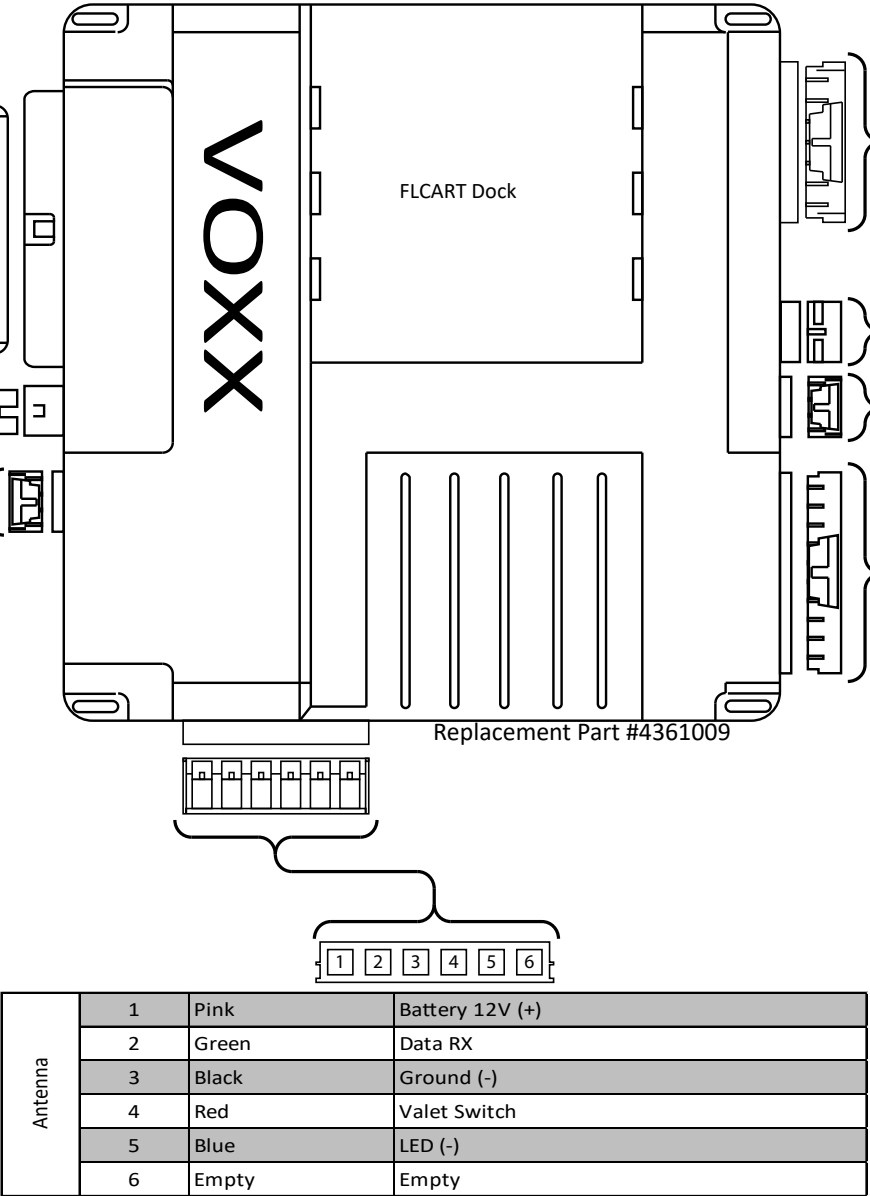 VOXX
FLCART Dock
Replacement Part #4361009
1 2 3 4 5 6
Antenna
1 Pink Battery 12V (+)
2 Green Data RX
3 Black Ground (-)
4 Red Valet Switch
5 Blue LED (-)
6 Empty Empty